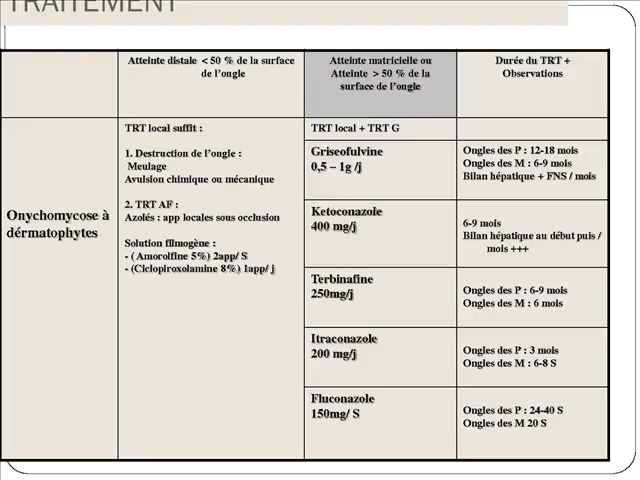 TRAITEMENT
Atteinte distale < 50 % de la surface
de l'ongle
Atteinte matricielle ou
Atteinte > 50 % de la
surface de l'ongle
Durée du TRT +
Observations
Onychomycose à
dérmatophytes
TRT local suffit :
1. Destruction de l'ongle :
Meulage
Avulsion chimique ou mécanique
2. TRT AF :
Azolés : app locales sous occlusion
Solution filmogène :
- ( Amorolfine 5%) 2app/ S
- (Ciclopiroxolamine 8%) 1app/ j
TRT local + TRT G
Griseofulvine
0,5 – 1g /j
Ongles des P : 12-18 mois
Ongles des M : 6-9 mois
Bilan hépatique + FNS / mois
Ketoconazole
400 mg/j
6-9 mois
Bilan hépatique au début puis /
mois +++
Terbinafine
250mg/j
Ongles des P : 6-9 mois
Ongles des M : 6 mois
Itraconazole
200 mg/j
Ongles des P : 3 mois
Ongles des M : 6-8 S
Fluconazole
150mg/ S
Ongles des P : 24-40 S
Ongles des M 20 S